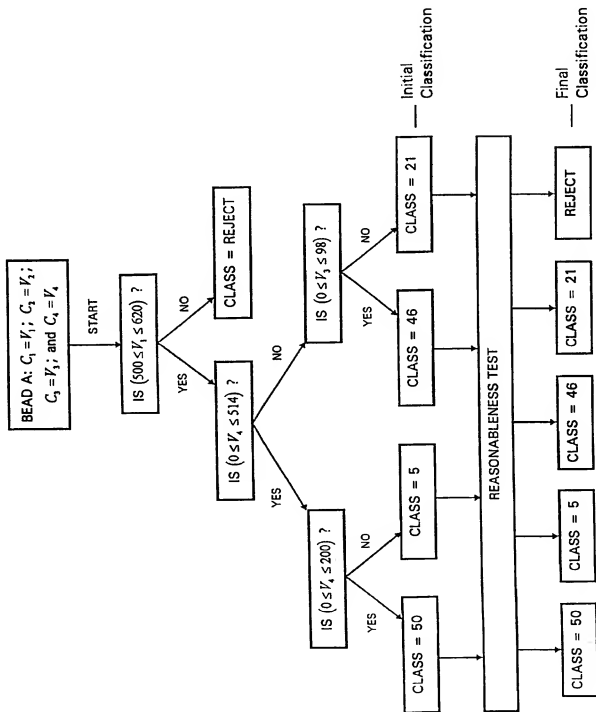 BEAD A: C₁ = V₁; C₂ = V₂;
C₃ = V₃; and C₄ = V₄
START
IS (500 ≤ V₁ ≤ 620) ?
YES
NO
CLASS = REJECT
IS (0 ≤ V₄ ≤ 514) ?
YES
NO
IS (0 ≤ V₄ ≤ 200) ?
IS (0 ≤ V₃ ≤ 98) ?
YES
NO
YES
NO
CLASS = 50
CLASS = 5
CLASS = 46
CLASS = 21
Initial
Classification
REASONABLENESS TEST
CLASS = 50
CLASS = 5
CLASS = 46
CLASS = 21
REJECT
Final
Classification